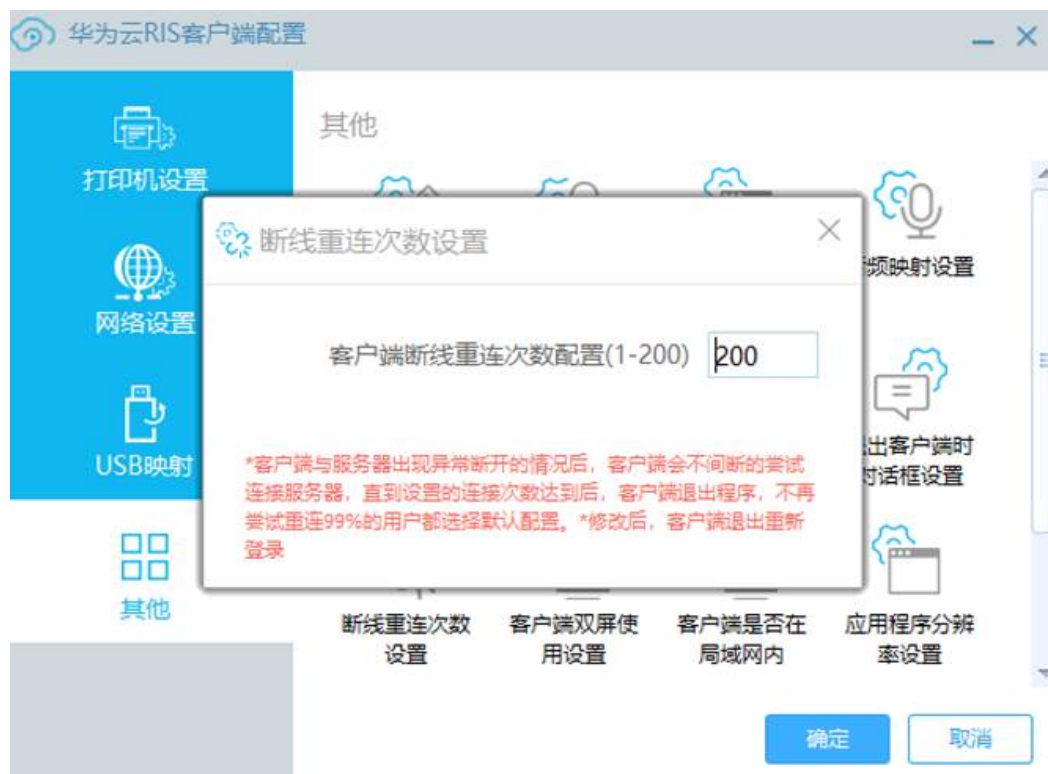 华为云RIS客户端配置
打印机设置
网络设置
USB映射
其他
其他
频映射设置
出客户端时
对话框设置
断线重连次数设置
客户端断线重连次数配置(1-200)
200
*客户端与服务器出现异常断开的情况后，客户端会不间断的尝试
连接服务器，直到设置的连接次数达到后，客户端退出程序，不再
尝试重连99%的用户都选择默认配置。*修改后，客户端退出重新
登录
断线重连次数
设置
客户端双屏使
用设置
客户端是否在
局域网内
应用程序分辨
率设置
确定
取消